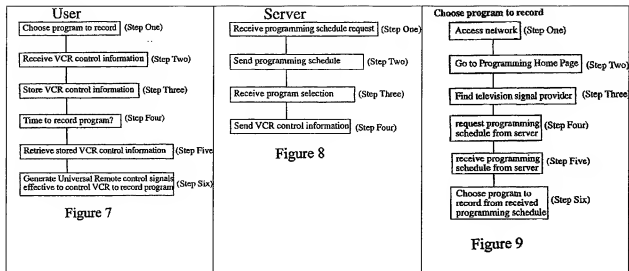 User
Choose program to record (Step One)
Receive VCR control information (Step Two)
Store VCR control information (Step Three)
Time to record program? (Step Four)
Retrieve stored VCR control information (Step Five
Generate Universal Remote control signals
effective to control VCR to record program (Step Six)
Figure 7
Server
Receive programming schedule request (Step One)
Send programming schedule (Step Two)
Receive program selection (Step Three)
Send VCR control information (Step Four)
Figure 8
Choose program to record
Access network (Step One)
Go to Programming Home Page (Step Two)
Find television signal provider (Step Three
request programming
schedule from server (Step Four)
receive programming
schedule from server (Step Five)
Choose program to
record from received
programming schedule (Step Six)
Figure 9